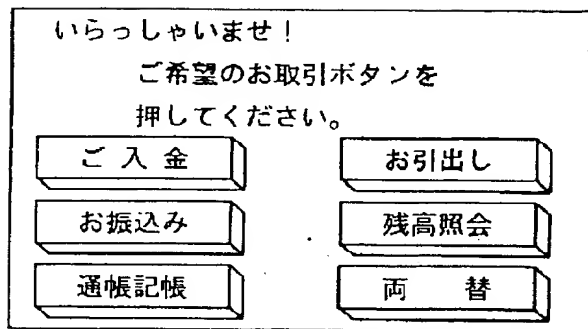 いらっしゃいませ!
ご希望のお取引ボタンを
押してください。
ご入金
お引出し
お振込み
残高照会
通帳記帳
両替